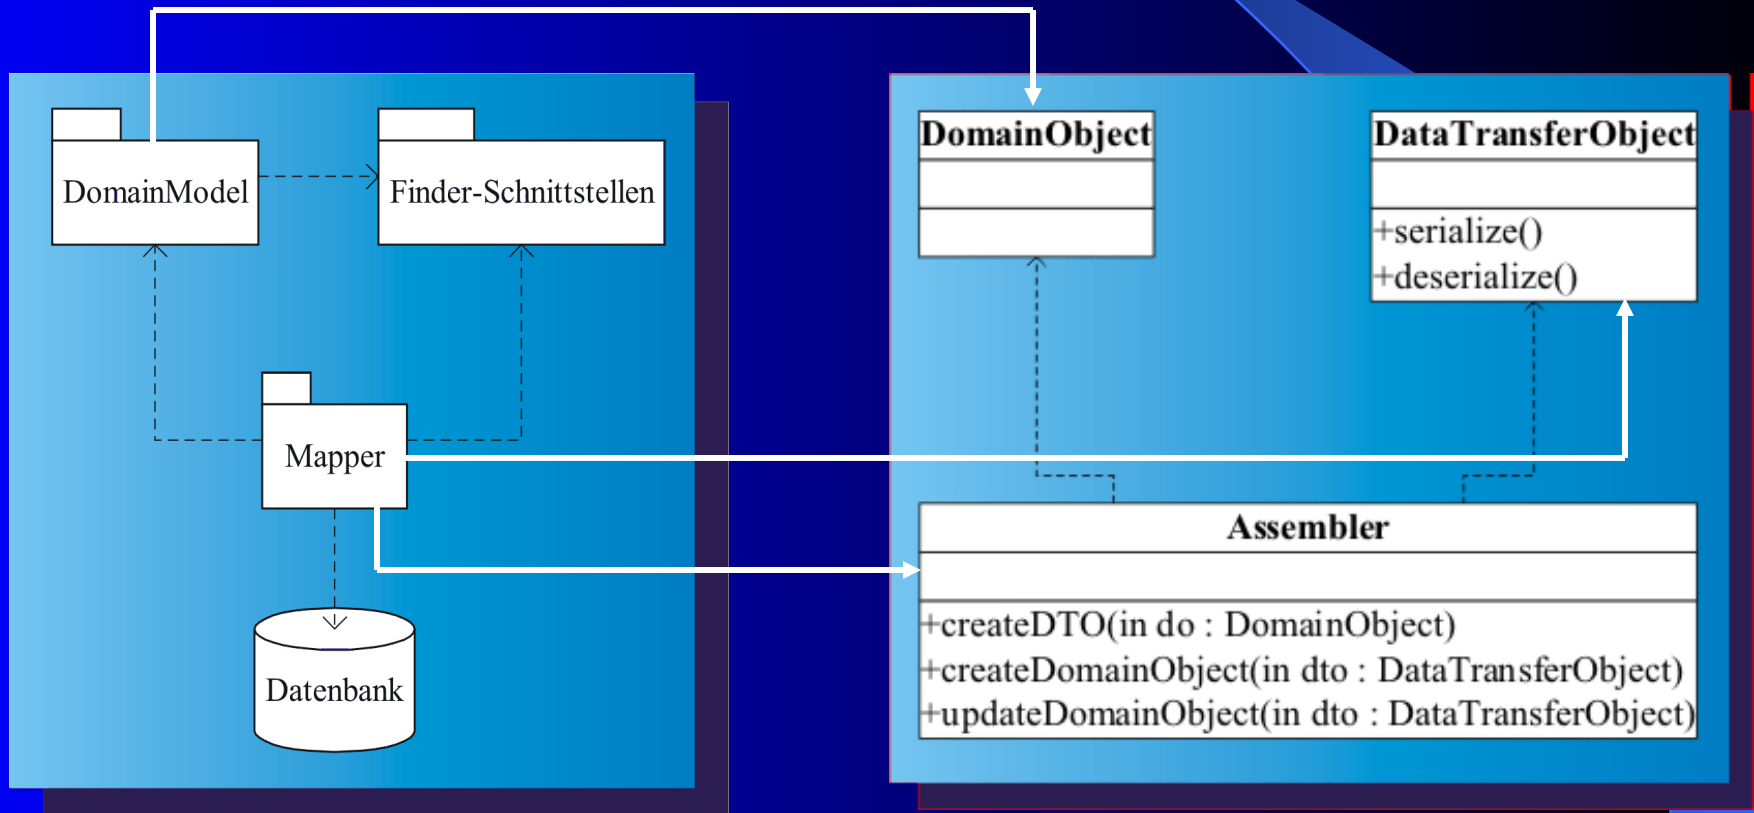 DomainModel
Finder-Schnittstellen
Mapper
Datenbank
DomainObject
DataTransferObject
+serialize()
+deserialize()
Assembler
+createDTO(in do : DomainObject)
+createDomainObject(in dto : DataTransferObject)
+updateDomainObject(in dto : DataTransferObject)